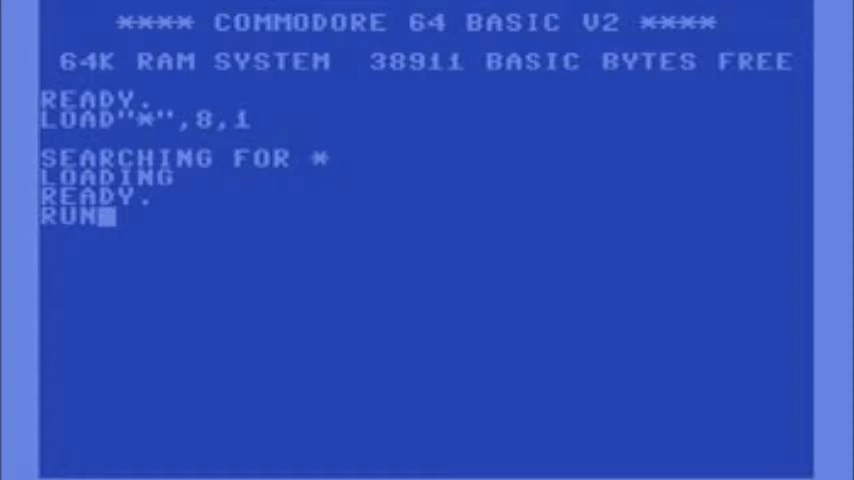 **** COMMODORE 64 BASIC V2 ****
64K RAM SYSTEM  38911 BASIC BYTES FREE
READY.
LOAD"*",8,1
SEARCHING FOR *
LOADING
READY.
RUN